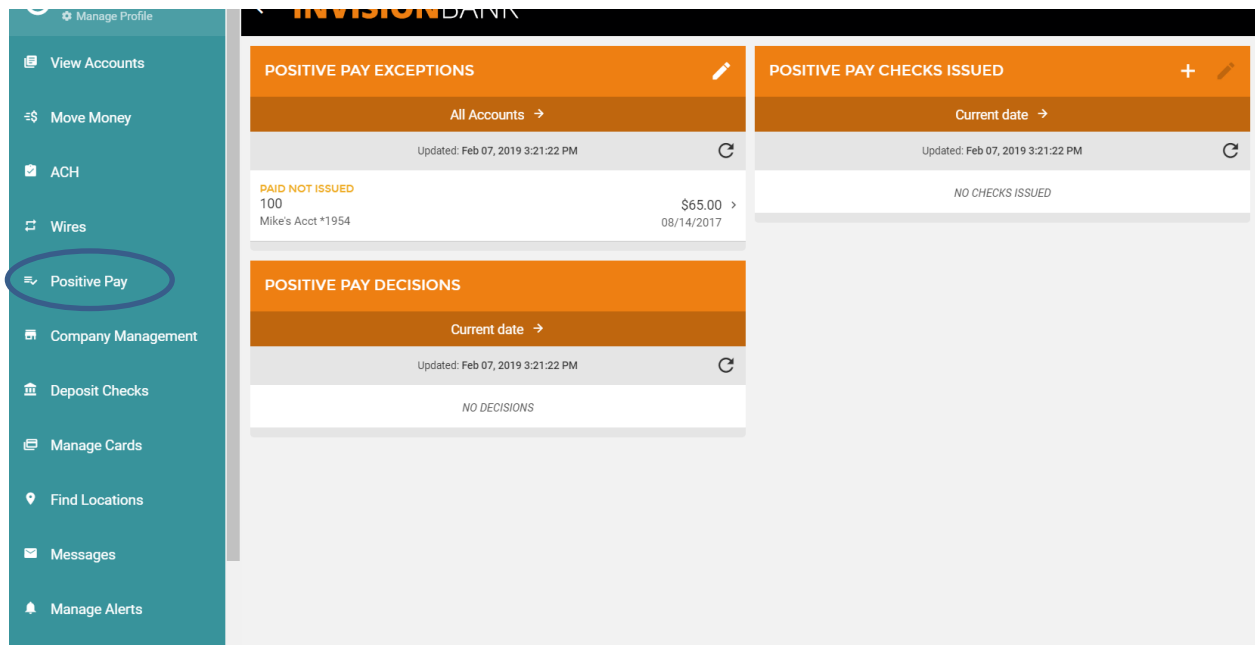 Manage Profile
INVISIONBANK
View Accounts
Move Money
ACH
Wires
Positive Pay
Company Management
Deposit Checks
Manage Cards
Find Locations
Messages
Manage Alerts
POSITIVE PAY EXCEPTIONS
All Accounts →
Updated: Feb 07, 2019 3:21:22 PM
PAID NOT ISSUED
100
$65.00 >
Mike's Acct *1954
08/14/2017
POSITIVE PAY DECISIONS
Current date →
Updated: Feb 07, 2019 3:21:22 PM
NO DECISIONS
POSITIVE PAY CHECKS ISSUED
Current date →
Updated: Feb 07, 2019 3:21:22 PM
NO CHECKS ISSUED